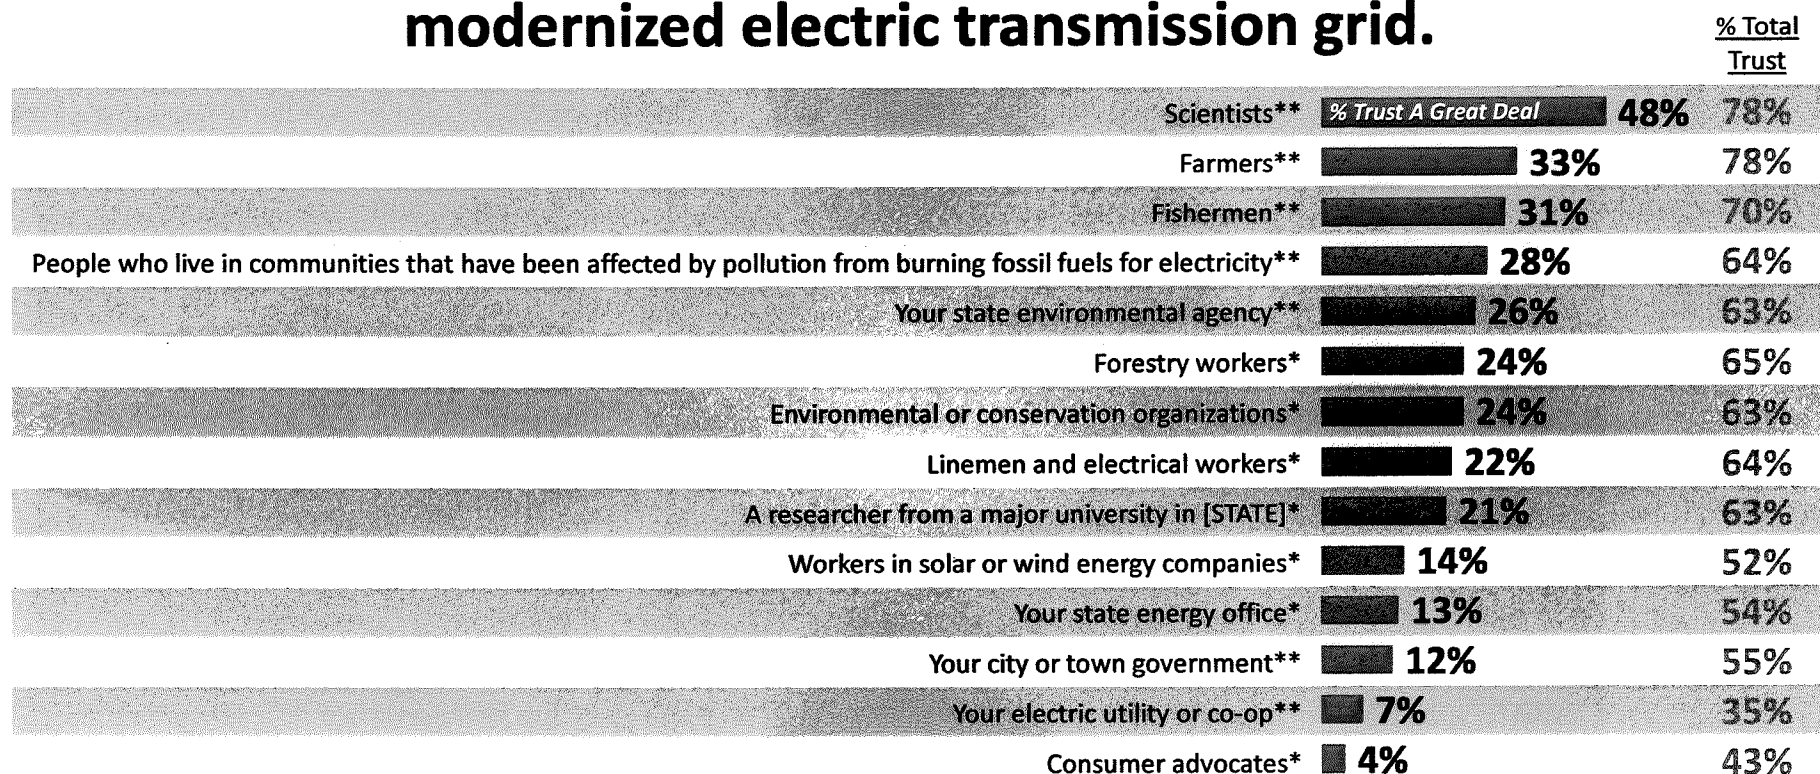 modernized electric transmission grid.
% Total
Trust
Scientists** % Trust A Great Deal 48% 78%
Farmers** 33% 78%
Fishermen** 31% 70%
People who live in communities that have been affected by pollution from burning fossil fuels for electricity** 28% 64%
Your state environmental agency** 26% 63%
Forestry workers* 24% 65%
Environmental or conservation organizations* 24% 63%
Linemen and electrical workers* 22% 64%
A researcher from a major university in [STATE]* 21% 63%
Workers in solar or wind energy companies* 14% 52%
Your state energy office* 13% 54%
Your city or town government** 12% 55%
Your electric utility or co-op** 7% 35%
Consumer advocates* 4% 43%